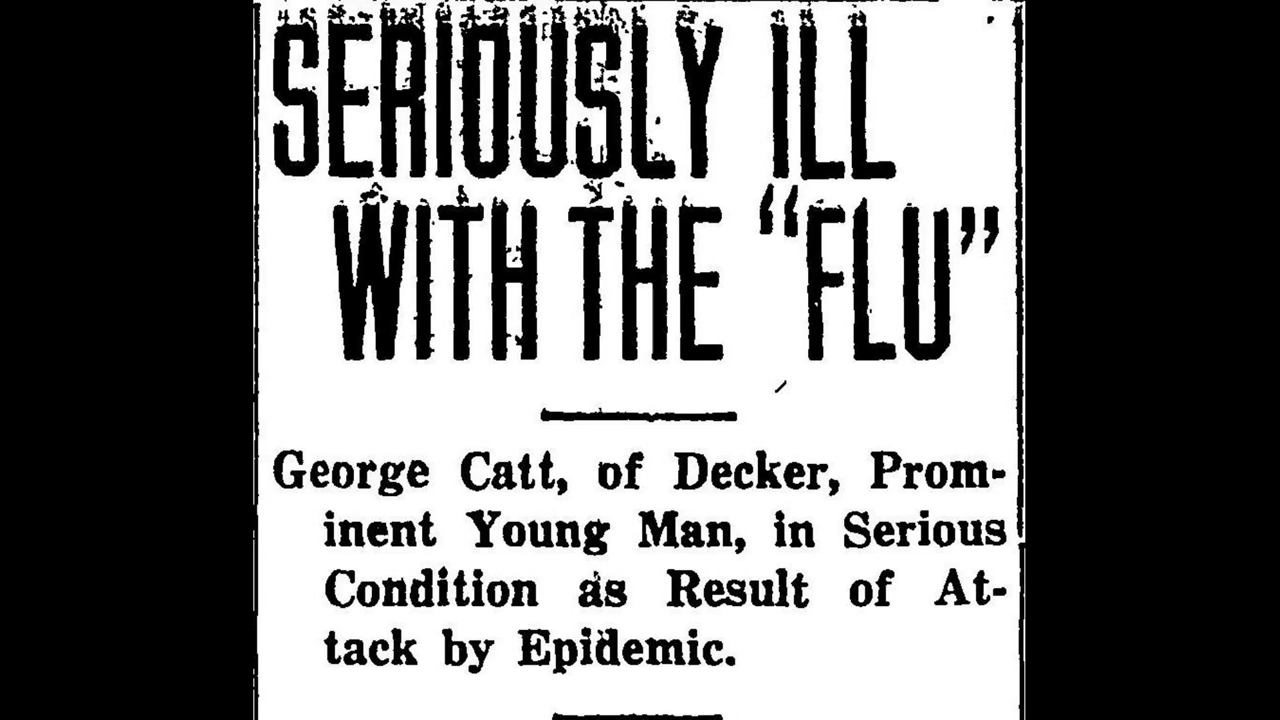 SERIOUSLY ILL
WITH THE “FLU”
George Catt, of Decker, Prom-
inent Young Man, in Serious
Condition as Result of At-
tack by Epidemic.